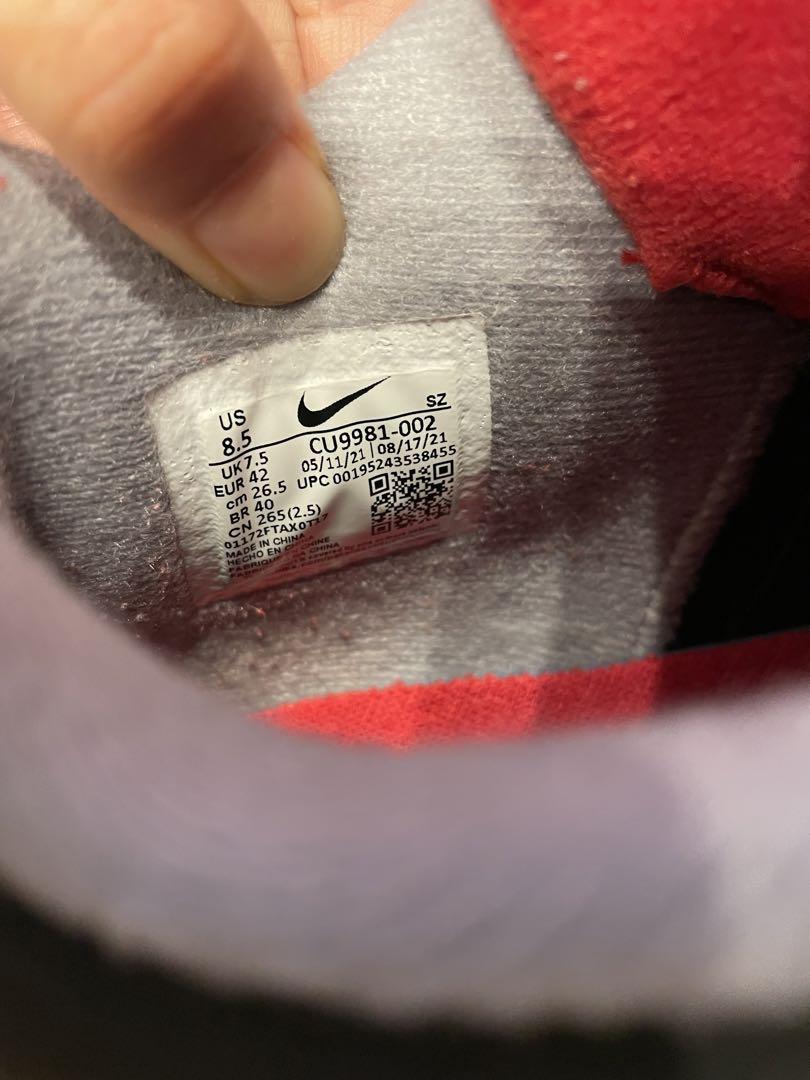 US
SZ
8.5
CU9981-002
UK 7.5
05/11/21 | 08/17/21
EUR 42
UPC 00195243538455
cm 26.5
BR 40
CN 265(2.5)
MADE IN CHINA
HECHO EN CHINA